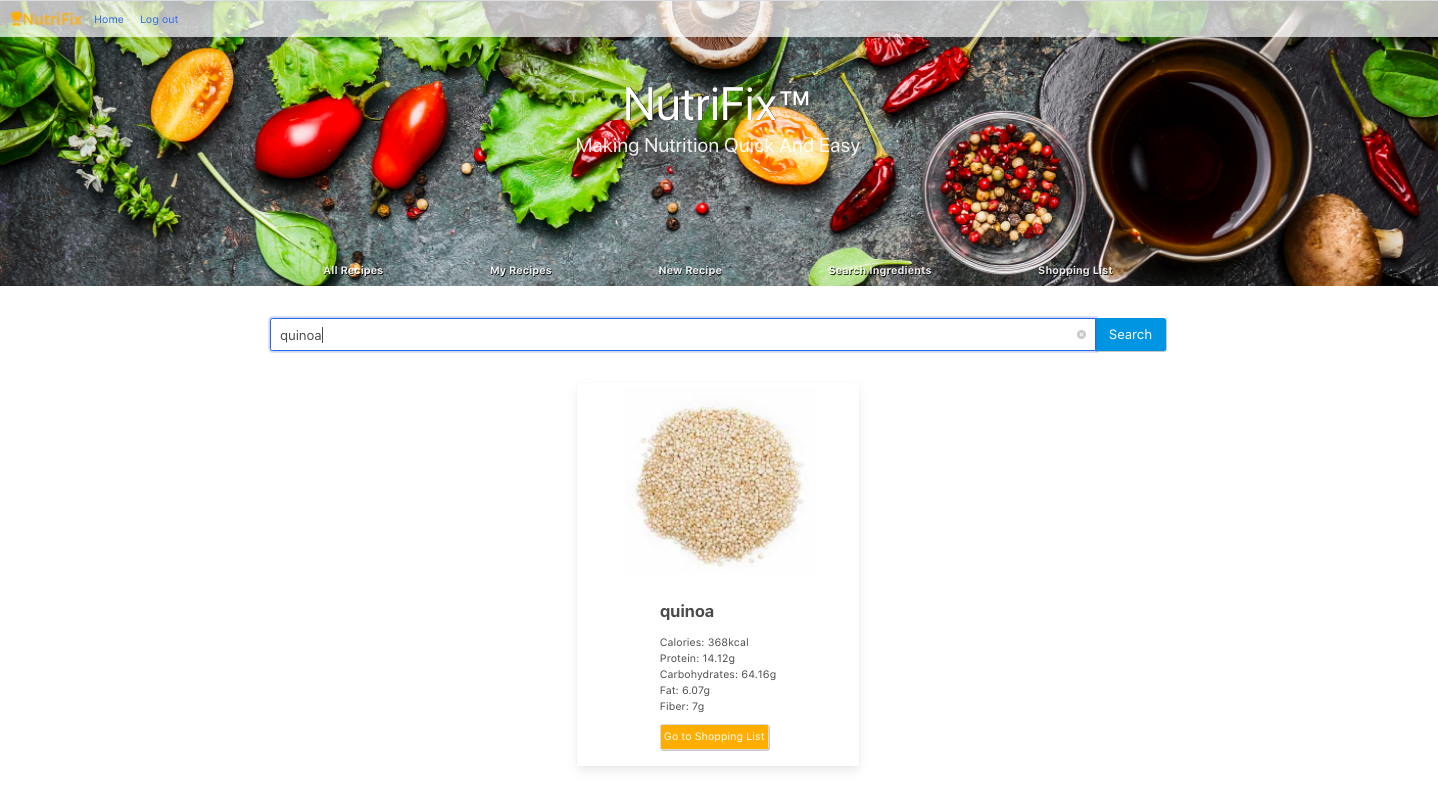 NutriFix Home Log out
NutriFix™
Making Nutrition Quick And Easy
All Recipes My Recipes New Recipe Search Ingredients Shopping List
quinoa Search
quinoa
Calories: 368kcal
Protein: 14.12g
Carbohydrates: 64.16g
Fat: 6.07g
Fiber: 7g
Go to Shopping List